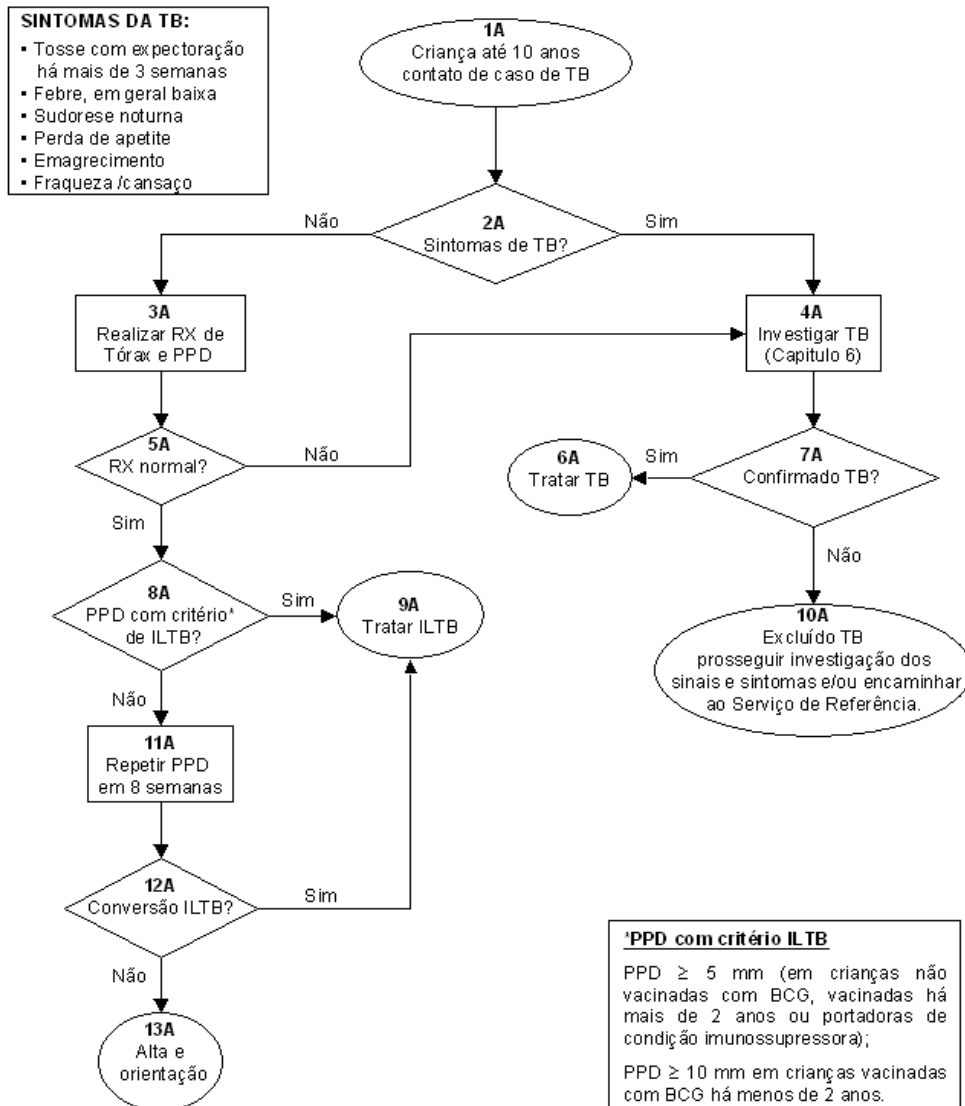 SINTOMAS DA TB:
▪ Tosse com expectoração
há mais de 3 semanas
▪ Febre, em geral baixa
▪ Sudorese noturna
▪ Perda de apetite
▪ Emagrecimento
▪ Fraqueza /cansaço
1A
Criança até 10 anos
contato de caso de TB
Não
2A
Sintomas de TB?
Sim
3A
Realizar RX de
Tórax e PPD
4A
Investigar TB
(Capitulo 6)
5A
RX normal?
Não
6A
Tratar TB
Sim
7A
Confirmado TB?
Sim
Não
8A
PPD com critério*
de ILTB?
Sim
9A
Tratar ILTB
10A
Excluído TB
prosseguir investigação dos
sinais e sintomas e/ou encaminhar
ao Serviço de Referência.
Não
11A
Repetir PPD
em 8 semanas
12A
Conversão ILTB?
Sim
Não
13A
Alta e
orientação
*PPD com critério ILTB
PPD ≥ 5 mm (em crianças não
vacinadas com BCG, vacinadas há
mais de 2 anos ou portadoras de
condição imunossupressora);
PPD ≥ 10 mm em crianças vacinadas
com BCG há menos de 2 anos.